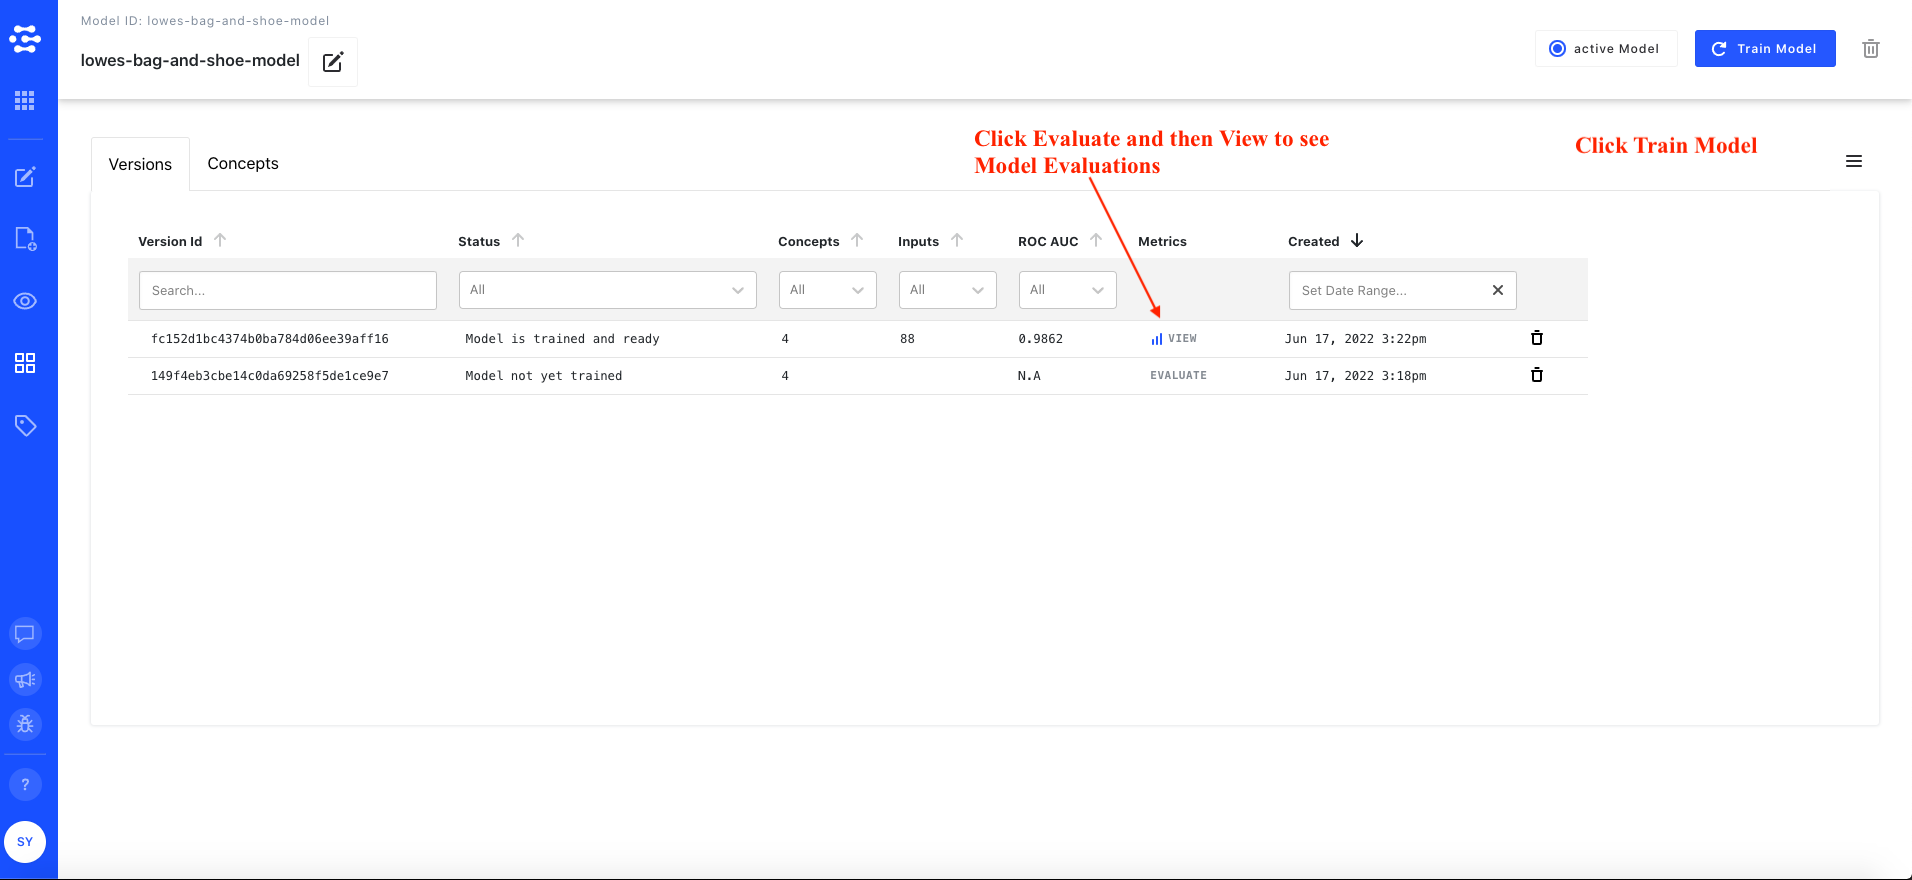 Model ID: lowes-bag-and-shoe-model
lowes-bag-and-shoe-model
active Model
Train Model
Click Evaluate and then View to see
Model Evaluations
Click Train Model
Versions
Concepts
Version Id
Status
Concepts
Inputs
ROC AUC
Metrics
Created
Search...
All
All
All
All
Set Date Range...
fc152d1bc4374b0ba784d06ee39aff16 Model is trained and ready 4 88 0.9862 VIEW Jun 17, 2022 3:22pm
149f4eb3cbe14c0da69258f5de1ce9e7 Model not yet trained 4 N.A EVALUATE Jun 17, 2022 3:18pm
?
SY